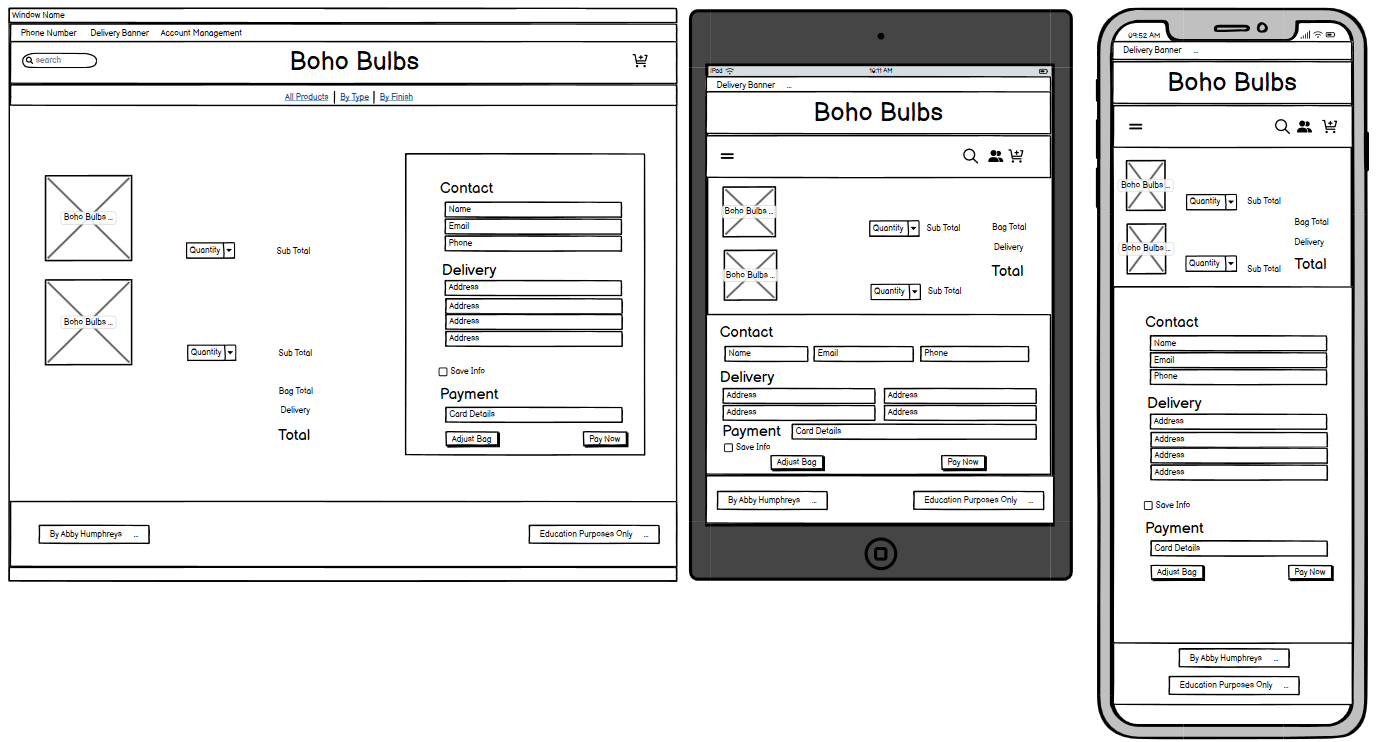 Window Name
Phone Number Delivery Banner Account Management
search
Boho Bulbs
All Products By Type By Finish
Boho Bulbs ...
Quantity Sub Total
Boho Bulbs ...
Quantity Sub Total
Bag Total
Delivery
Total
Contact
Name
Email
Phone
Delivery
Address
Address
Address
Address
Save Info
Payment
Card Details
Adjust Bag Pay Now
By Abby Humphreys ...
Education Purposes Only ...
iPad 10:11 AM
Delivery Banner ...
Boho Bulbs
Boho Bulbs ...
Quantity Sub Total
Boho Bulbs ...
Quantity Sub Total
Bag Total
Delivery
Total
Contact
Name Email Phone
Delivery
Address Address
Address Address
Payment Card Details
Save Info
Adjust Bag Pay Now
By Abby Humphreys ...
Education Purposes Only ...
09:52 AM
Delivery Banner ...
Boho Bulbs
Boho Bulbs ...
Quantity Sub Total
Boho Bulbs ...
Quantity Sub Total
Bag Total
Delivery
Total
Contact
Name
Email
Phone
Delivery
Address
Address
Address
Address
Save Info
Payment
Card Details
Adjust Bag Pay Now
By Abby Humphreys ...
Education Purposes Only ...